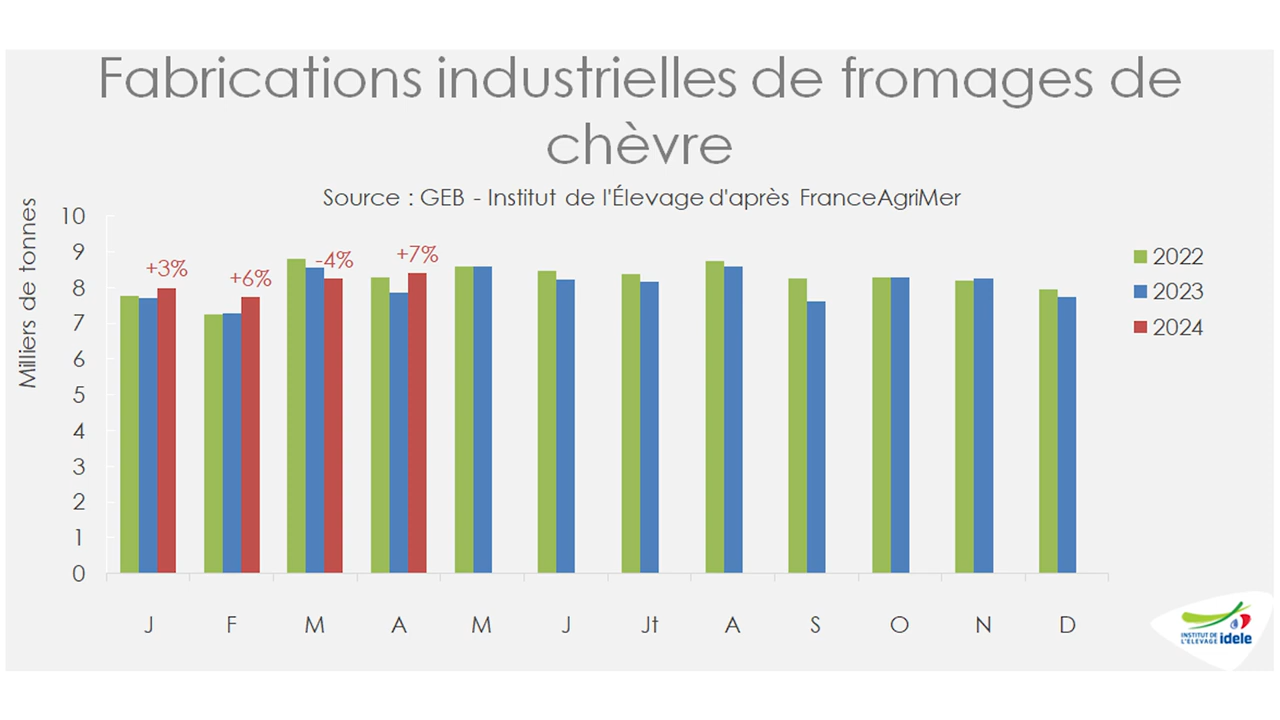 Fabrications industrielles de fromages de
chèvre
Source : GEB - Institut de l'Élevage d'après FranceAgriMer
Milliers de tonnes
10
9
8
7
6
5
4
3
2
1
0
+3%
+6%
-4%
+7%
2022
2023
2024
J F M A M J Jt A S O N D
INSTITUT DE
L'ELEVAGE idele